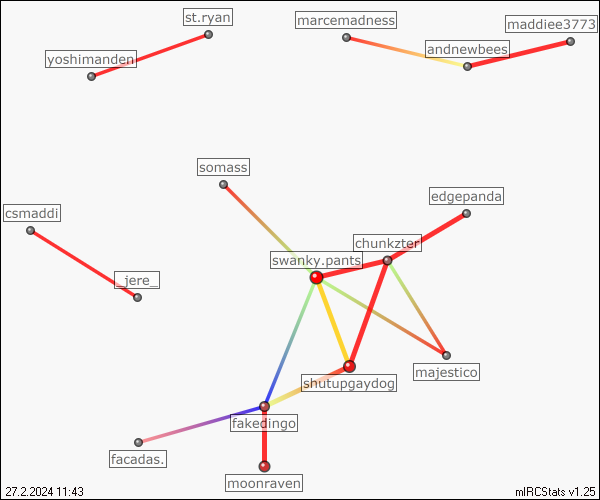 st.ryan
marcemadness
maddiee3773
andnewbees
yoshimanden
somass
edgepanda
csmaddi
chunkzter
swanky.pants
_jere_
majestico
shutupgaydog
fakedingo
facadas.
moonraven
27.2.2024 11:43
mIRCStats v1.25